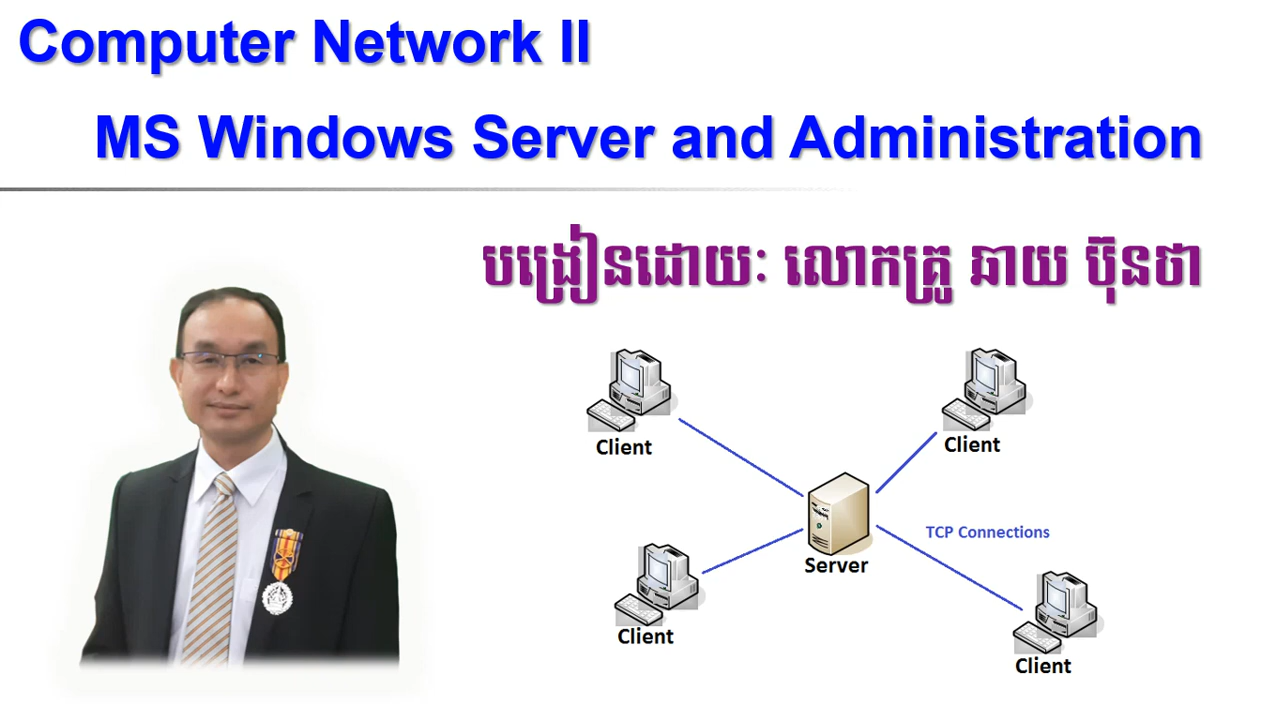 Computer Network II
MS Windows Server and Administration
បង្រៀនដោយៈ លោកគ្រូ ឆាយ ប៊ុនថា
Client
Client
TCP Connections
Server
Client
Client